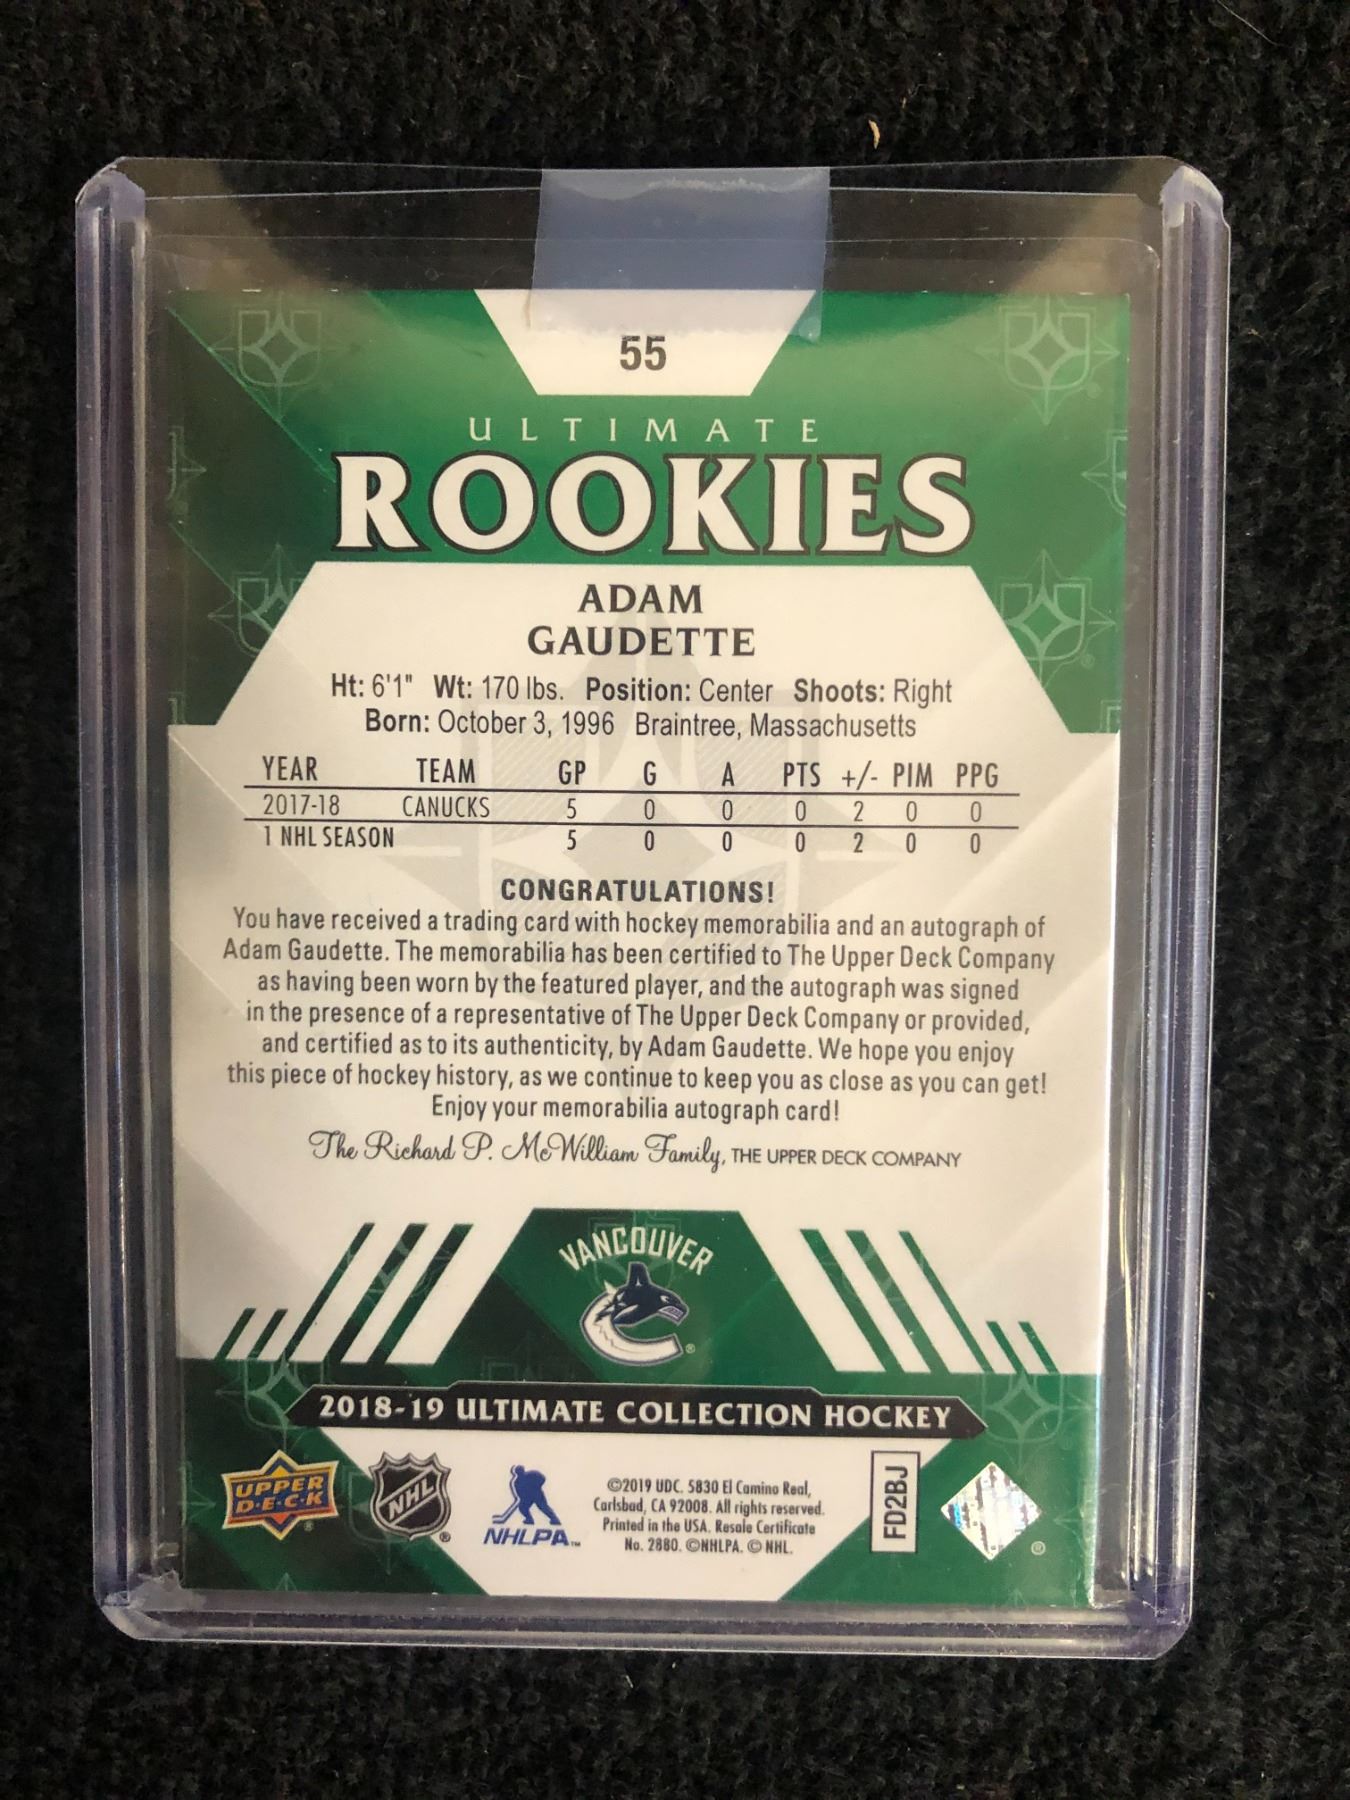 55
ULTIMATE
ROOKIES
ADAM
GAUDETTE
Ht: 6'1" Wt: 170 lbs. Position: Center Shoots: Right
Born: October 3, 1996 Braintree, Massachusetts
YEAR TEAM GP G A PTS +/- PIM PPG
2017-18 CANUCKS 5 0 0 0 2 0 0
1 NHL SEASON 5 0 0 0 2 0 0
CONGRATULATIONS!
You have received a trading card with hockey memorabilia and an autograph of
Adam Gaudette. The memorabilia has been certified to The Upper Deck Company
as having been worn by the featured player, and the autograph was signed
in the presence of a representative of The Upper Deck Company or provided,
and certified as to its authenticity, by Adam Gaudette. We hope you enjoy
this piece of hockey history, as we continue to keep you as close as you can get!
Enjoy your memorabilia autograph card!
The Richard P. McWilliam Family, THE UPPER DECK COMPANY
VANCOUVER
®
2018-19 ULTIMATE COLLECTION HOCKEY
UPPER
D·E·C·K
®
NHL
®
NHLPA™
©2019 UDC. 5830 El Camino Real,
Carlsbad, CA 92008. All rights reserved.
Printed in the USA. Resale Certificate
No. 2880. ©NHLPA. © NHL.
FD2BJ
®